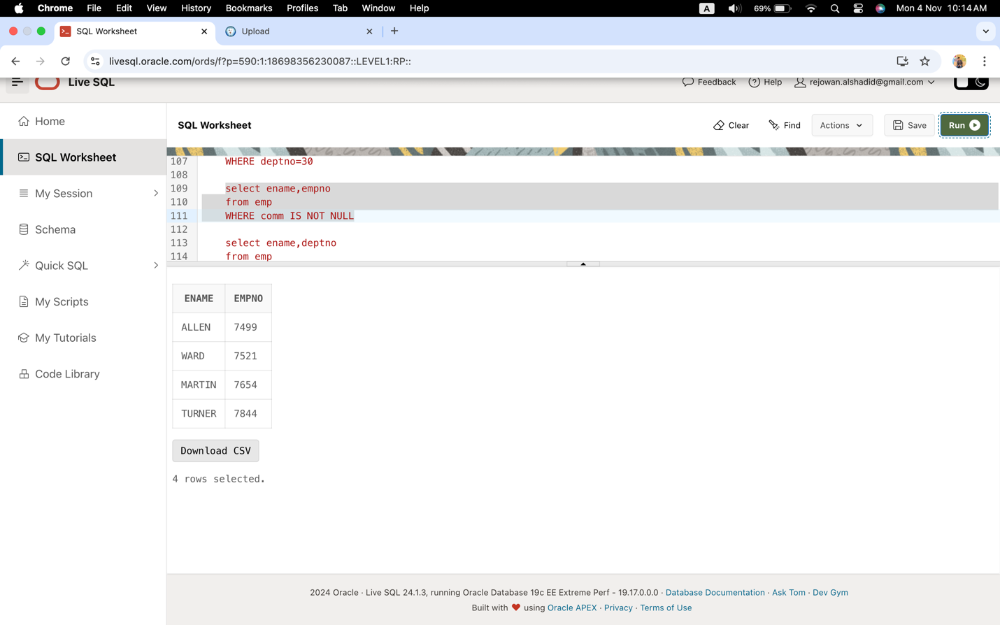 Chrome File Edit View History Bookmarks Profiles Tab Window Help A 69% Mon 4 Nov 10:14 AM
SQL Worksheet Upload
livesql.oracle.com/ords/f?p=590:1:18698356230087::LEVEL1:RP::
Live SQL Feedback Help rejowan.alshadid@gmail.com
Home
SQL Worksheet
My Session
Schema
Quick SQL
My Scripts
My Tutorials
Code Library
SQL Worksheet Clear Find Actions Save Run
107 WHERE deptno=30
108
109 select ename,empno
110 from emp
111 WHERE comm IS NOT NULL
112
113 select ename,deptno
114 from emp
ENAME EMPNO
ALLEN 7499
WARD 7521
MARTIN 7654
TURNER 7844
Download CSV
4 rows selected.
2024 Oracle · Live SQL 24.1.3, running Oracle Database 19c EE Extreme Perf - 19.17.0.0.0 · Database Documentation · Ask Tom · Dev Gym
Built with ❤ using Oracle APEX · Privacy · Terms of Use